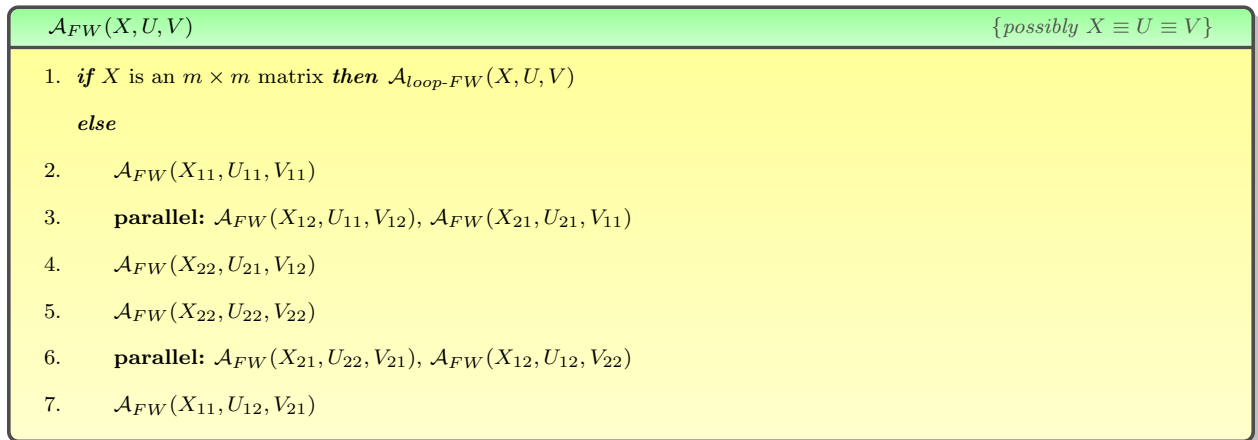 𝒜_{FW}(X, U, V) {possibly X ≡ U ≡ V}
1. if X is an m × m matrix then 𝒜_{loop-FW}(X, U, V)
else
2. 𝒜_{FW}(X_{11}, U_{11}, V_{11})
3. parallel: 𝒜_{FW}(X_{12}, U_{11}, V_{12}), 𝒜_{FW}(X_{21}, U_{21}, V_{11})
4. 𝒜_{FW}(X_{22}, U_{21}, V_{12})
5. 𝒜_{FW}(X_{22}, U_{22}, V_{22})
6. parallel: 𝒜_{FW}(X_{21}, U_{22}, V_{21}), 𝒜_{FW}(X_{12}, U_{12}, V_{22})
7. 𝒜_{FW}(X_{11}, U_{12}, V_{21})